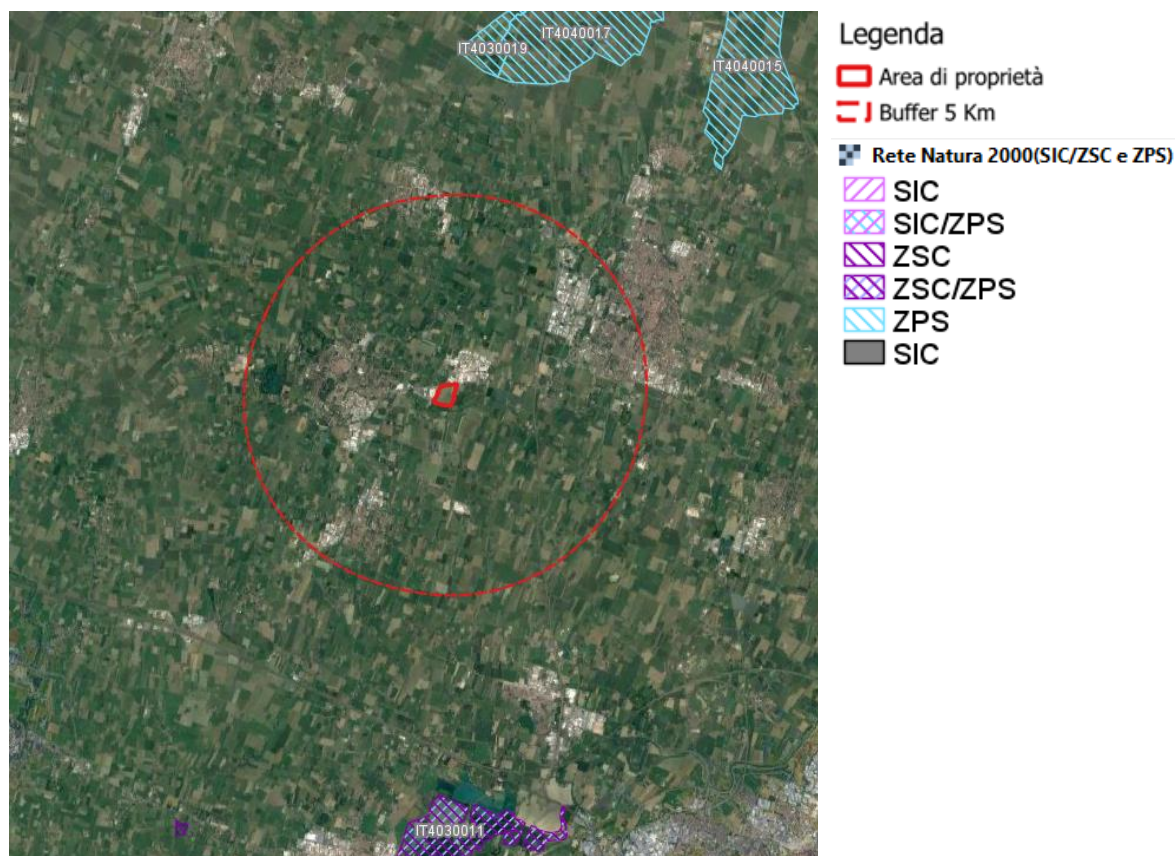 IT4030019
IT4040017
IT4040015
IT4030011
Legenda
Area di proprietà
Buffer 5 Km
Rete Natura 2000(SIC/ZSC e ZPS)
SIC
SIC/ZPS
ZSC
ZSC/ZPS
ZPS
SIC